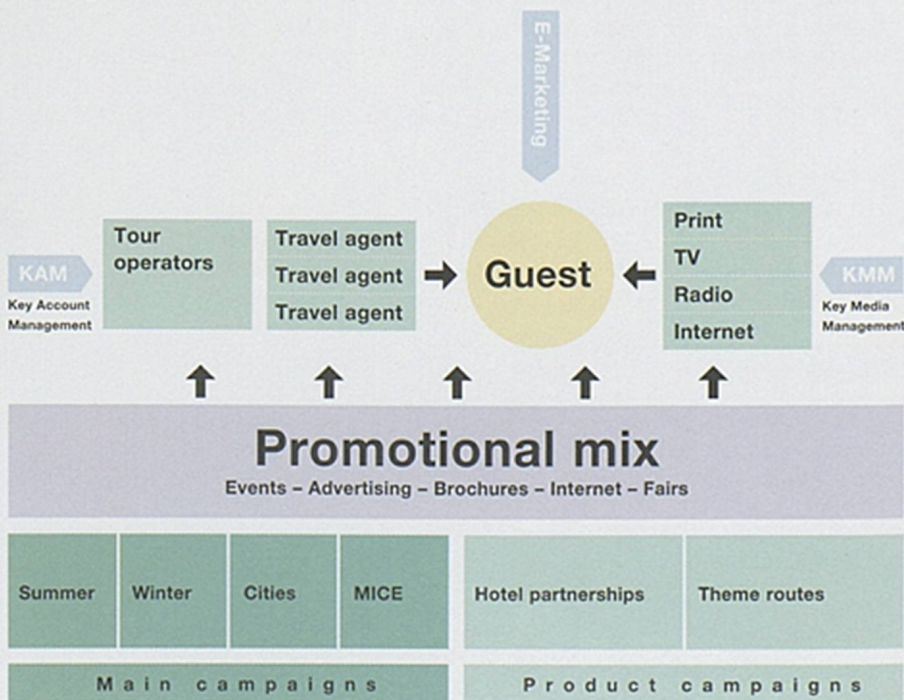 E-Marketing
KAM
Key Account
Management
Tour
operators
Travel agent
Travel agent
Travel agent
Guest
Print
TV
Radio
Internet
KMM
Key Media
Management
Promotional mix
Events – Advertising – Brochures – Internet – Fairs
Summer
Winter
Cities
MICE
Hotel partnerships
Theme routes
Main campaigns
Product campaigns